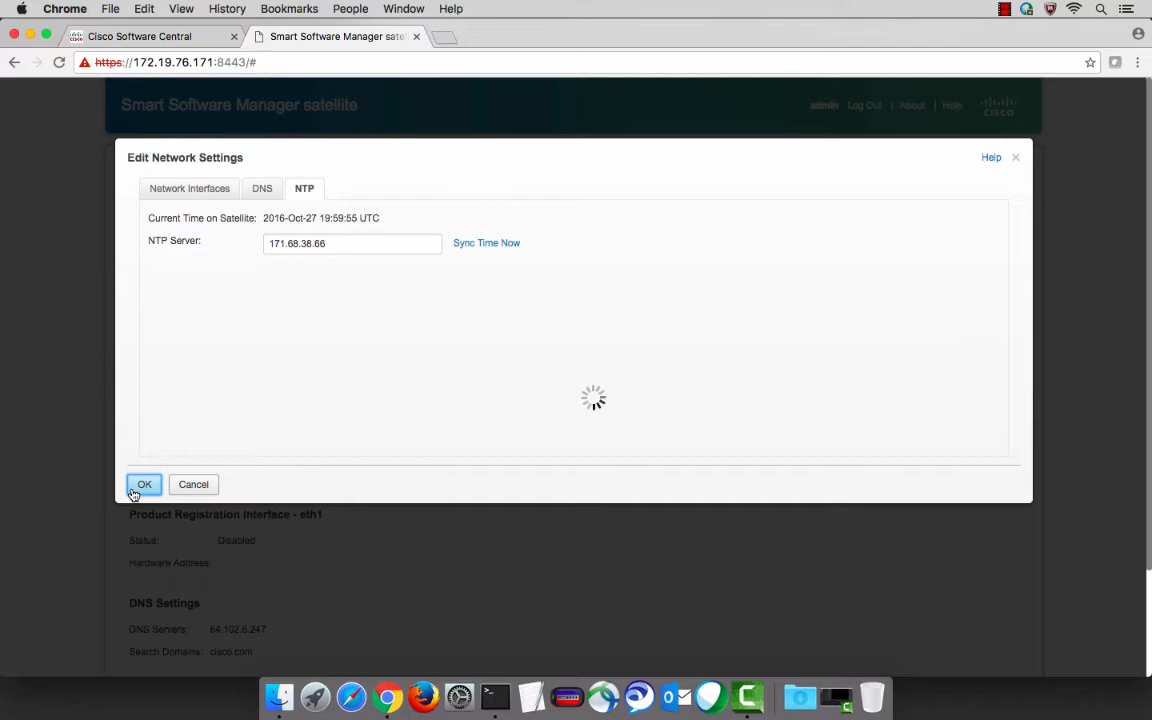 Chrome File Edit View History Bookmarks People Window Help
Cisco Software Central
Smart Software Manager sate
https://172.19.76.171:8443/#
Smart Software Manager satellite
admin Log Out | About | Help
CISCO
Edit Network Settings
Help
Network Interfaces DNS NTP
Current Time on Satellite: 2016-Oct-27 19:59:55 UTC
NTP Server: 171.68.38.66 Sync Time Now
OK Cancel
Product Registration Interface - eth1
Status: Disabled
Hardware Address:
DNS Settings
DNS Servers: 64.102.6.247
Search Domains: cisco.com